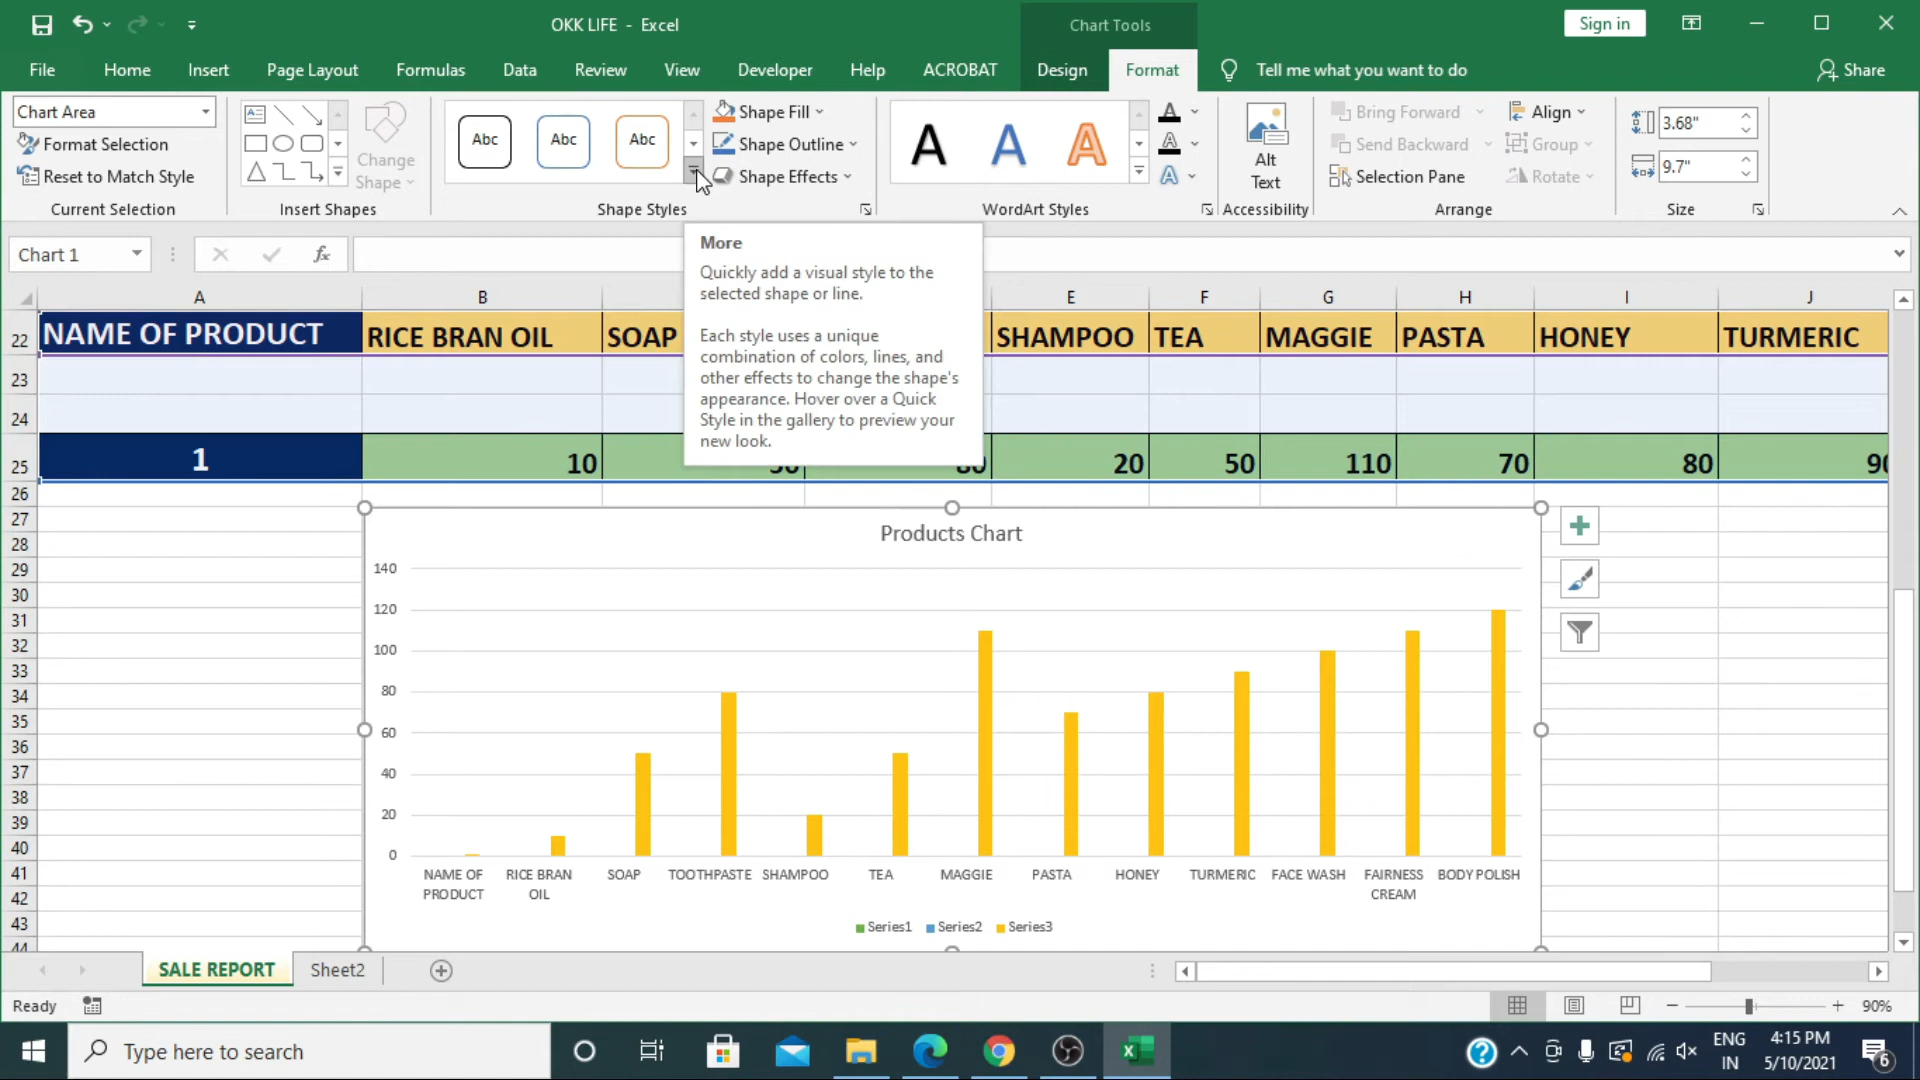 OKK LIFE - Excel
Chart Tools
Sign in
File Home Insert Page Layout Formulas Data Review View Developer Help ACROBAT Design Format Tell me what you want to do Share
Chart Area
Format Selection
Reset to Match Style
Current Selection
Change
Shape
Insert Shapes
Abc Abc Abc
Shape Fill
Shape Outline
Shape Effects
Shape Styles
A A A
WordArt Styles
Alt
Text
Accessibility
Bring Forward
Send Backward
Selection Pane
Align
Group
Rotate
Arrange
3.68"
9.7"
Size
Chart 1
fx
More
Quickly add a visual style to the
selected shape or line.
Each style uses a unique
combination of colors, lines, and
other effects to change the shape's
appearance. Hover over a Quick
Style in the gallery to preview your
new look.
A B E F G H I J
22 NAME OF PRODUCT RICE BRAN OIL SOAP SHAMPOO TEA MAGGIE PASTA HONEY TURMERIC
23
24
25 1 10 20 50 110 70 80
26
27
28
29
30
31
32
33
34
35
36
37
38
39
40
41
42
43
44
Products Chart
140
120
100
80
60
40
20
0
NAME OF
PRODUCT
RICE BRAN
OIL
SOAP
TOOTHPASTE
SHAMPOO
TEA
MAGGIE
PASTA
HONEY
TURMERIC
FACE WASH
FAIRNESS
CREAM
BODY POLISH
Series1 Series2 Series3
SALE REPORT Sheet2
Ready
90%
Type here to search
ENG
IN
4:15 PM
5/10/2021
6